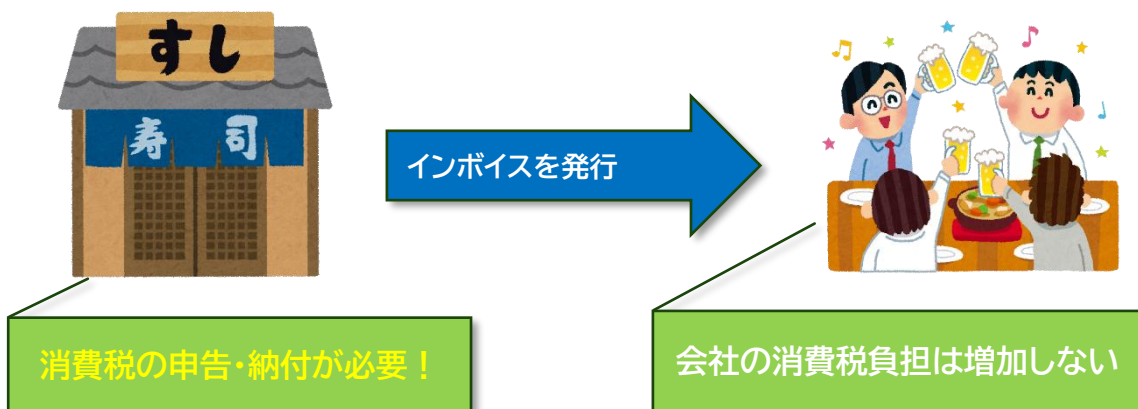 すし
寿司
インボイスを発行
消費税の申告・納付が必要！
会社の消費税負担は増加しない